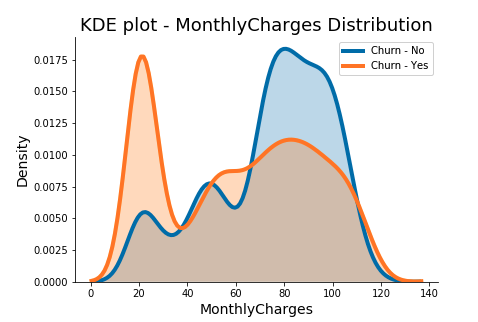 KDE plot - MonthlyCharges Distribution
Churn - No
Churn - Yes
Density
0.0175
0.0150
0.0125
0.0100
0.0075
0.0050
0.0025
0.0000
0 20 40 60 80 100 120 140
MonthlyCharges